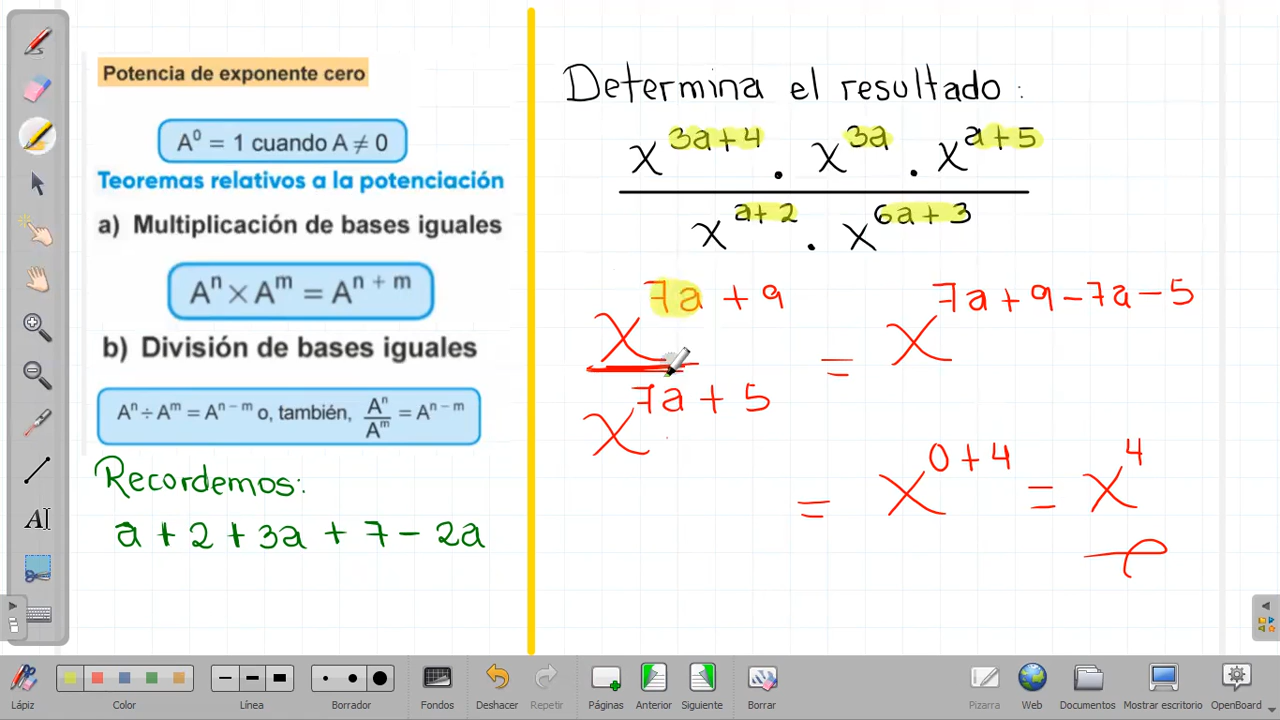 Potencia de exponente cero
A⁰ = 1 cuando A ≠ 0
Teoremas relativos a la potenciación
a) Multiplicación de bases iguales
Aⁿ × Aᵐ = Aⁿ ⁺ ᵐ
b) División de bases iguales
Aⁿ ÷ Aᵐ = Aⁿ⁻ᵐ o, también, Aⁿ/Aᵐ = Aⁿ⁻ᵐ
Recordemos:
a + 2 + 3a + 7 - 2a
Determina el resultado :
x^(3a+4) . x^(3a) . x^(a+5)
x^(a+2) . x^(6a+3)
x^(7a+9) / x^(7a+5) = x^(7a+9-7a-5)
= x^(0+4) = x^4
Lápiz
Color
Línea
Borrador
Fondos
Deshacer
Repetir
Páginas
Anterior
Siguiente
Borrar
Pizarra
Web
Documentos
Mostrar escritorio
OpenBoard